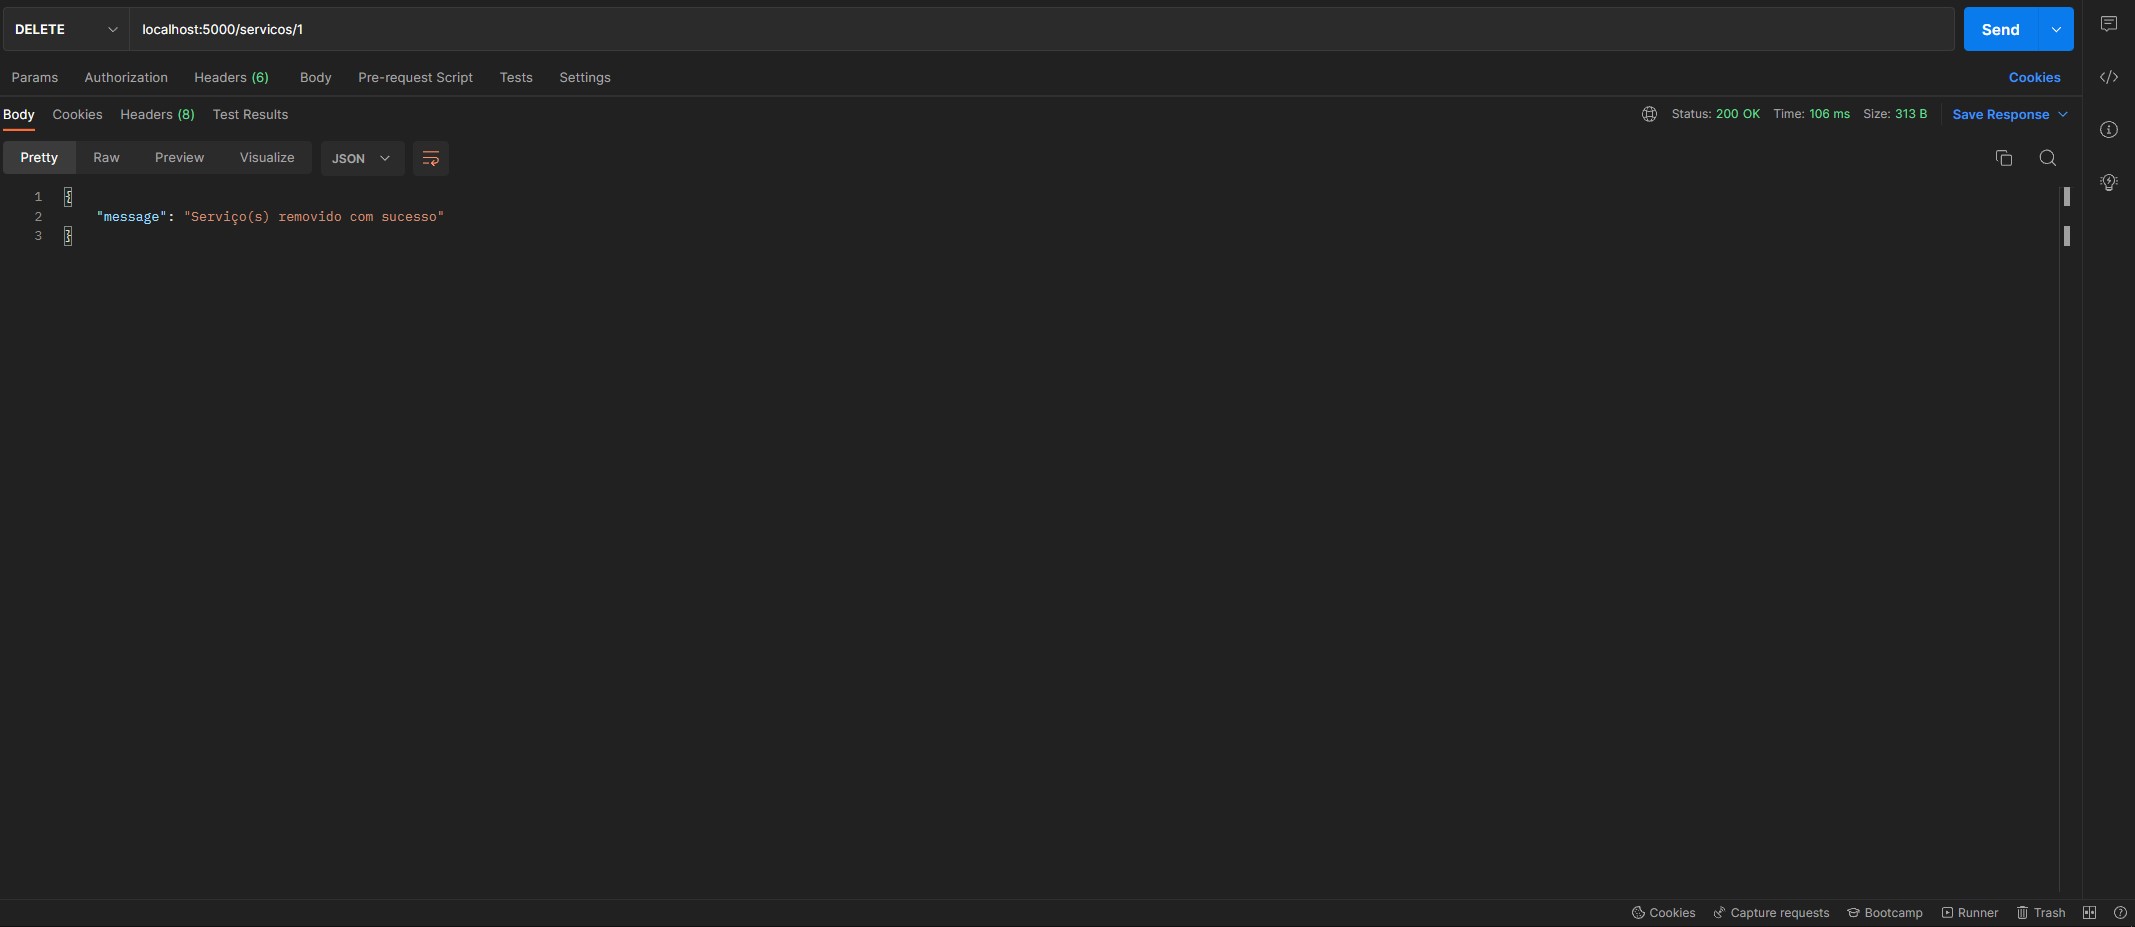 DELETE localhost:5000/servicos/1 Send
Params Authorization Headers (6) Body Pre-request Script Tests Settings Cookies
Body Cookies Headers (8) Test Results Status: 200 OK Time: 106 ms Size: 313 B Save Response
Pretty Raw Preview Visualize JSON
1 {
2 "message": "Serviço(s) removido com sucesso"
3 }
Cookies Capture requests Bootcamp Runner Trash